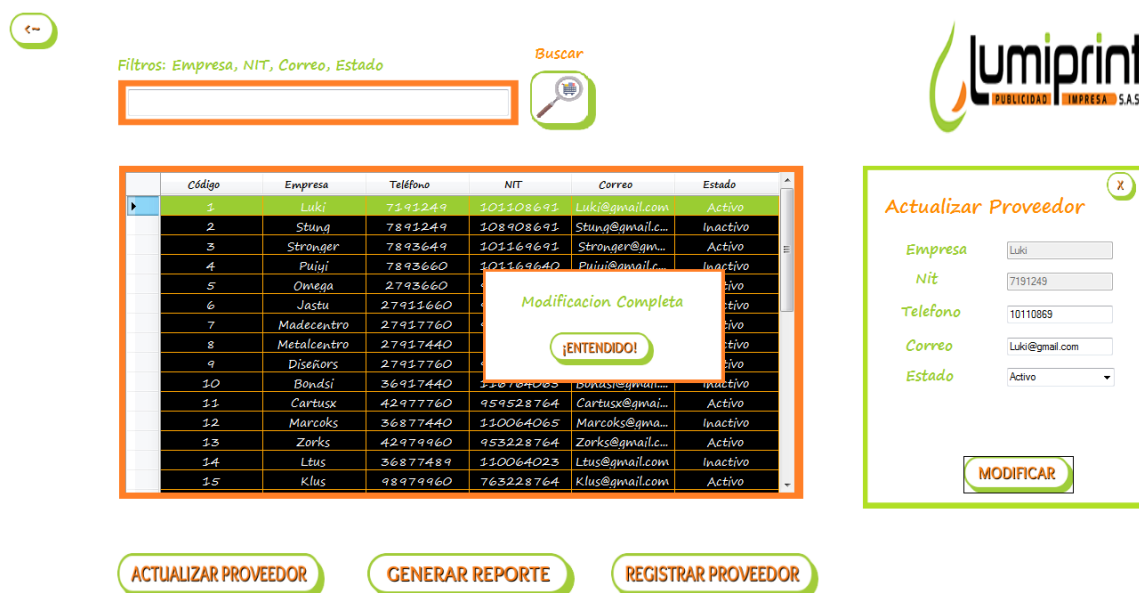 <~
Buscar
Filtros: Empresa, NIT, Correo, Estado
Lumiprint
PUBLICIDAD IMPRESA S.A.S
Código Empresa Teléfono NIT Correo Estado
1 Luki 7191249 101108691 Luki@gmail.com Activo
2 Stung 7891249 108908691 Stung@gmail.c... Inactivo
3 Stronger 7893649 101169691 Stronger@gm... Activo
4 Puiyi 7893660 101169640 Puiyi@gmail.c... Inactivo
5 Omega 2793660
6 Jastu 27911660
7 Madecentro 27917760
8 Metalcentro 27917440
9 Diseñors 27917760
10 Bondsi 36917440 Bondsi@gmail.... Inactivo
11 Cartusx 42977760 959528764 Cartusx@gmai... Activo
12 Marcoks 36877440 110064065 Marcoks@gma... Inactivo
13 Zorks 42979960 953228764 Zorks@gmail.c... Activo
14 Ltus 36877489 110064023 Ltus@gmail.com Inactivo
15 Klus 98979960 763228764 Klus@gmail.com Activo
Modificacion Completa
¡ENTENDIDO!
X
Actualizar Proveedor
Empresa Luki
Nit 7191249
Telefono 10110869
Correo Luki@gmail.com
Estado Activo
MODIFICAR
ACTUALIZAR PROVEEDOR GENERAR REPORTE REGISTRAR PROVEEDOR